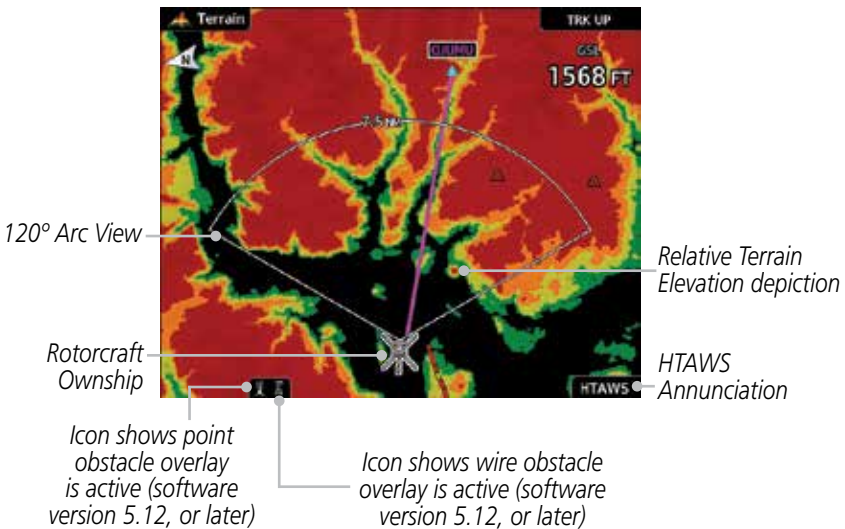 Terrain
TRK UP
N
OJUMU
GSL
1568 FT
7.5 NM
120º Arc View
Relative Terrain
Elevation depiction
Rotorcraft
Ownship
HTAWS
Annunciation
HTAWS
Icon shows point
obstacle overlay
is active (software
version 5.12, or later)
Icon shows wire obstacle
overlay is active (software
version 5.12, or later)